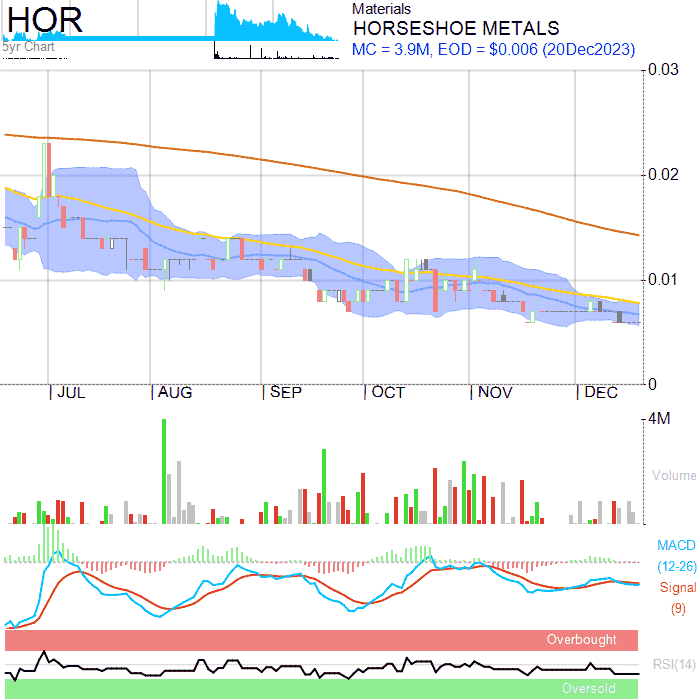 HOR
5yr Chart
Materials
HORSESHOE METALS
MC = 3.9M, EOD = $0.006 (20Dec2023)
0.03
0.02
0.01
0
JUL AUG SEP OCT NOV DEC
4M
Volume
MACD
(12-26)
Signal
(9)
Overbought
RSI(14)
Oversold